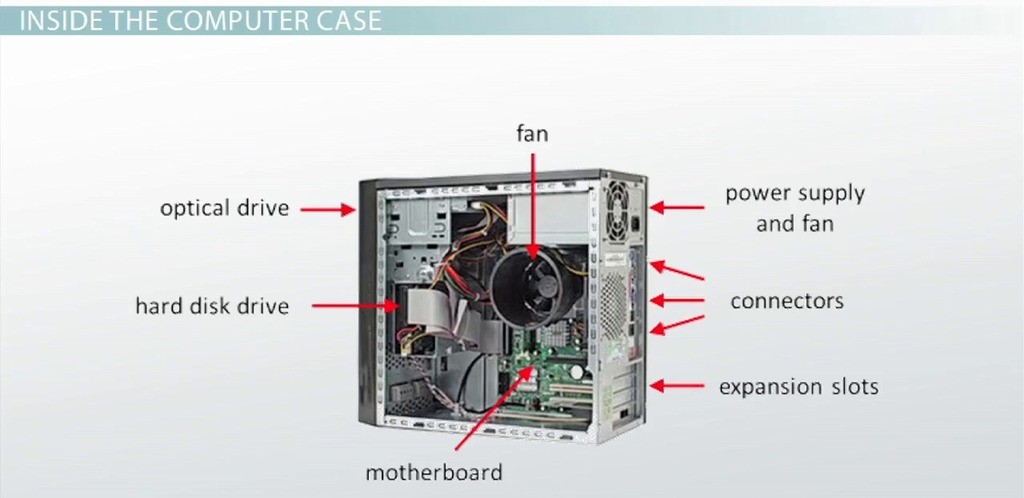 INSIDE THE COMPUTER CASE
fan
optical drive
power supply
and fan
hard disk drive
connectors
expansion slots
motherboard